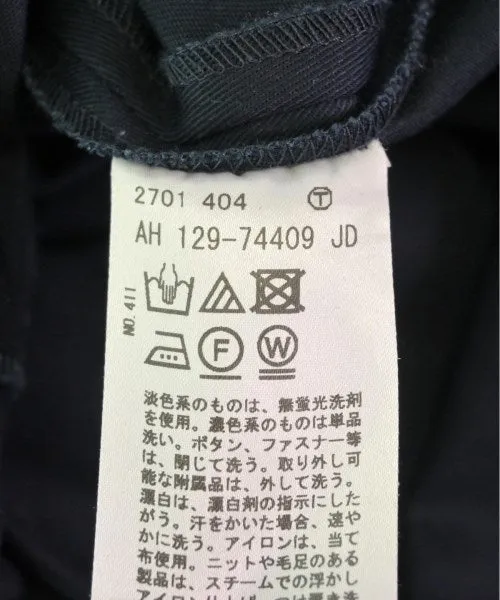 2701 404 Ⓣ
AH 129-74409 JD
NO.411
F W
淡色系のものは、無蛍光洗剤
を使用。濃色系のものは単品
洗い。ボタン、ファスナー等
は、閉じて洗う。取り外し可
能な附属品は、外して洗う。
漂白は、漂白剤の指示にした
がう。汗をかいた場合、速や
かに洗う。アイロンは、当て
布使用。ニットや毛足のある
製品は、スチームでの浮かし